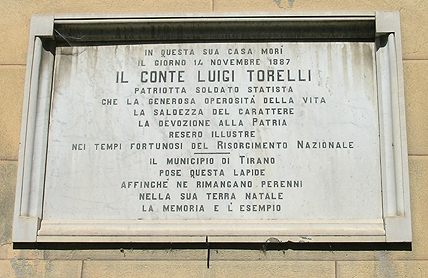 IN QUESTA SUA CASA MORÌ
IL GIORNO 14 NOVEMBRE 1887
IL CONTE LUIGI TORELLI
PATRIOTTA SOLDATO STATISTA
CHE LA GENEROSA OPEROSITÀ DELLA VITA
LA SALDEZZA DEL CARATTERE
LA DEVOZIONE ALLA PATRIA
RESERO ILLUSTRE
NEI TEMPI FORTUNOSI DEL RISORGIMENTO NAZIONALE
IL MUNICIPIO DI TIRANO
POSE QUESTA LAPIDE
AFFINCHÈ NE RIMANGANO PERENNI
NELLA SUA TERRA NATALE
LA MEMORIA E L'ESEMPIO